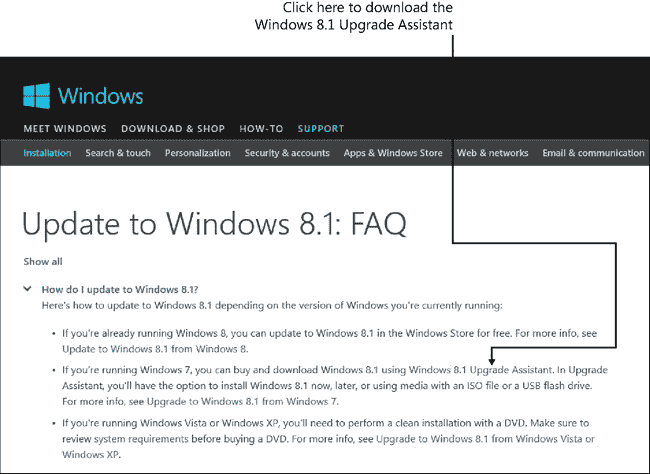 Click here to download the
Windows 8.1 Upgrade Assistant
Windows
MEET WINDOWS DOWNLOAD & SHOP HOW-TO SUPPORT
Installation Search & touch Personalization Security & accounts Apps & Windows Store Web & networks Email & communication
Update to Windows 8.1: FAQ
Show all
How do I update to Windows 8.1?
Here's how to update to Windows 8.1 depending on the version of Windows you're currently running:
• If you're already running Windows 8, you can update to Windows 8.1 in the Windows Store for free. For more info, see
Update to Windows 8.1 from Windows 8.
• If you're running Windows 7, you can buy and download Windows 8.1 using Windows 8.1 Upgrade Assistant. In Upgrade
Assistant, you'll have the option to install Windows 8.1 now, later, or using media with an ISO file or a USB flash drive.
For more info, see Upgrade to Windows 8.1 from Windows 7.
• If you're running Windows Vista or Windows XP, you'll need to perform a clean installation with a DVD. Make sure to
review system requirements before buying a DVD. For more info, see Upgrade to Windows 8.1 from Windows Vista or
Windows XP.